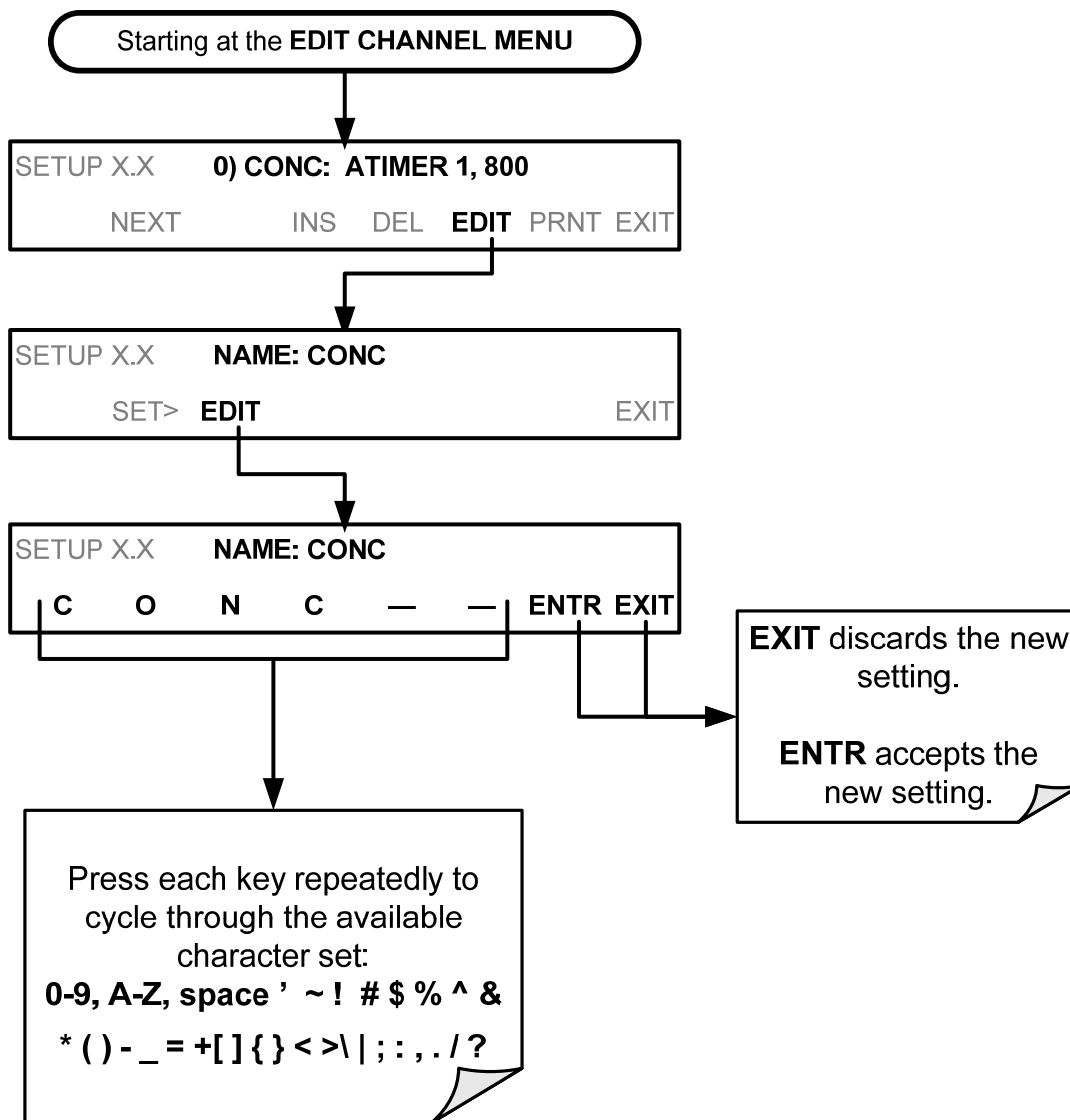 Starting at the EDIT CHANNEL MENU
SETUP X.X 0) CONC: ATIMER 1, 800
NEXT INS DEL EDIT PRNT EXIT
SETUP X.X NAME: CONC
SET> EDIT EXIT
SETUP X.X NAME: CONC
C O N C — — ENTR EXIT
EXIT discards the new
setting.
ENTR accepts the
new setting.
Press each key repeatedly to
cycle through the available
character set:
0-9, A-Z, space ’ ~ ! # $ % ^ &
* ( ) - _ = +[ ] { } < >\ | ; : , . / ?